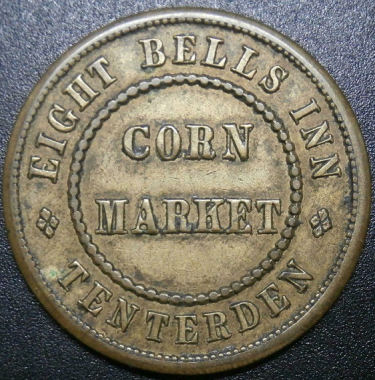 EIGHT BELLS INN
CORN
MARKET
TENTERDEN